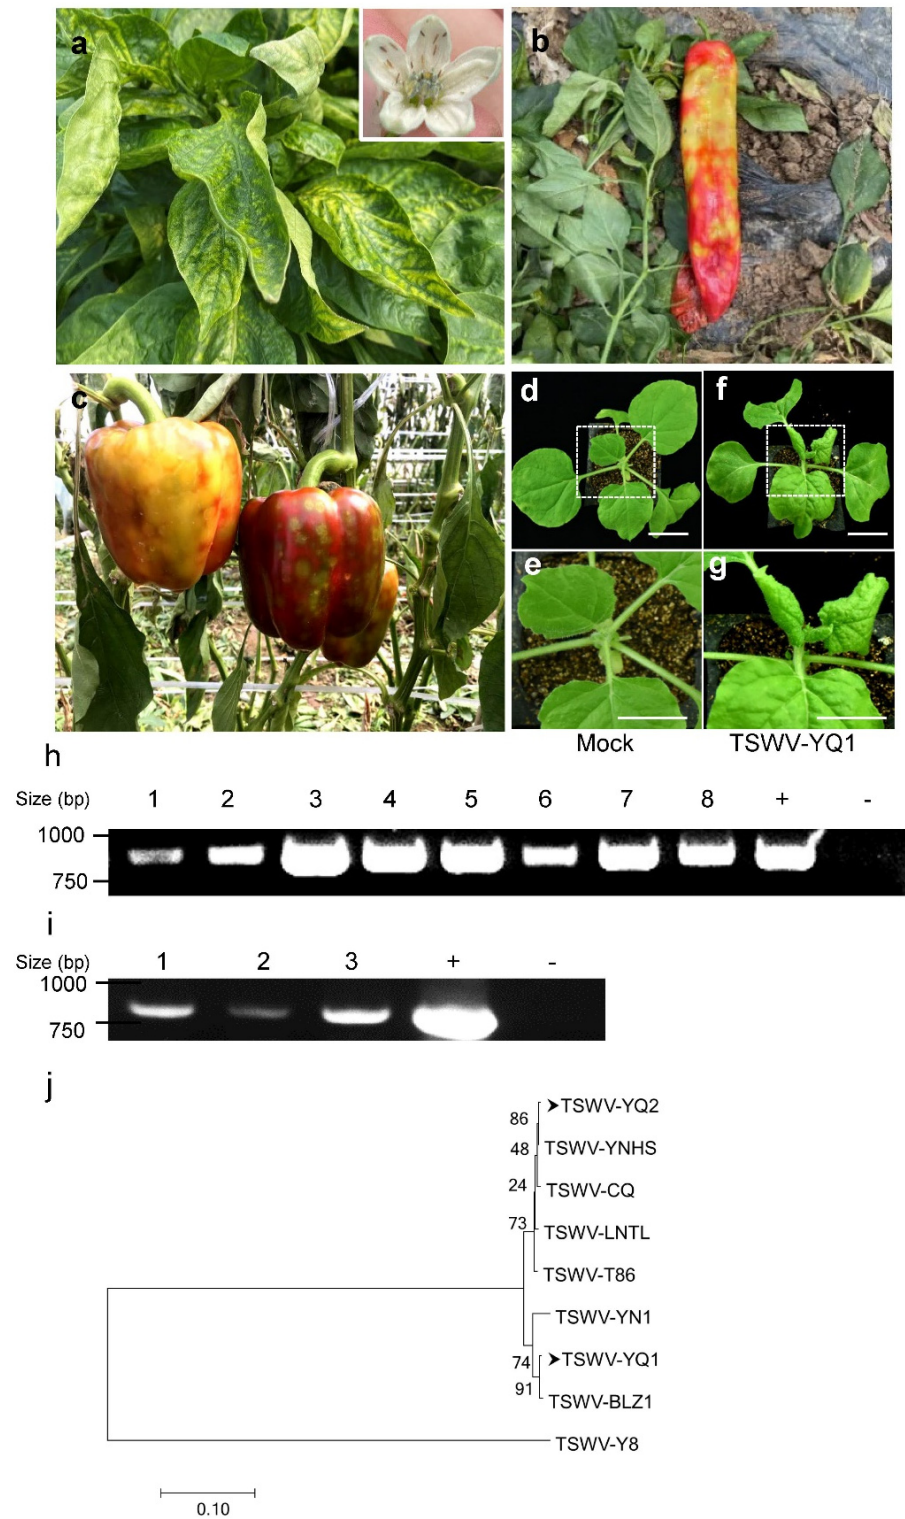 a
b
c
d
f
e
g
Mock
TSWV-YQ1
h
Size (bp) 1 2 3 4 5 6 7 8 + -
1000
750
i
Size (bp) 1 2 3 + -
1000
750
j
86
TSWV-YQ2
48
TSWV-YNHS
24
TSWV-CQ
73
TSWV-LNTL
TSWV-T86
TSWV-YN1
74
TSWV-YQ1
91
TSWV-BLZ1
TSWV-Y8
0.10